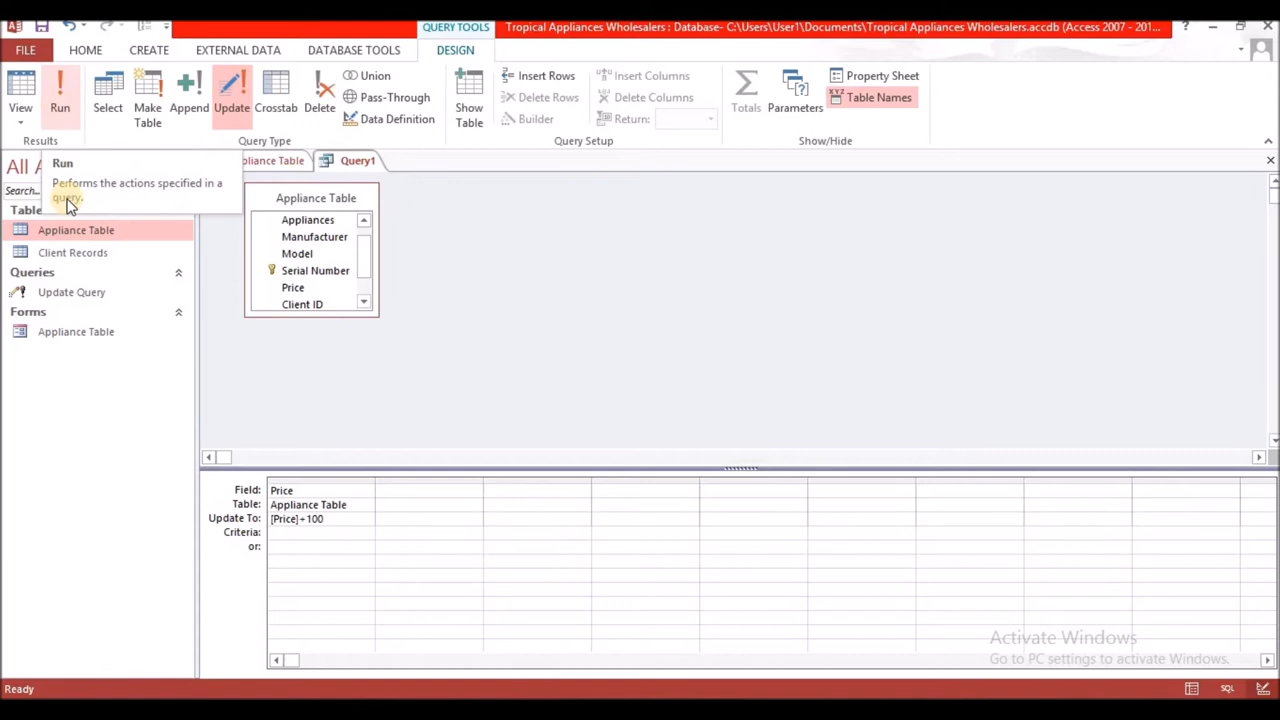 QUERY TOOLS
Tropical Appliances Wholesalers : Database- C:\Users\User1\Documents\Tropical Appliances Wholesalers.accdb (Access 2007 - 201...
?
FILE
HOME
CREATE
EXTERNAL DATA
DATABASE TOOLS
DESIGN
View
Run
Select
Make
Table
Append
Update
Crosstab
Delete
Union
Pass-Through
Data Definition
Show
Table
Insert Rows
Delete Rows
Builder
Insert Columns
Delete Columns
Return:
Totals
Parameters
Property Sheet
XYZ
Table Names
Results
Query Type
Query Setup
Show/Hide
Run
Performs the actions specified in a
query.
All A
Search...
Table
Appliance Table
Client Records
Queries
Update Query
Forms
Appliance Table
pliance Table
Query1
Appliance Table
Appliances
Manufacturer
Model
Serial Number
Price
Client ID
Field: Price
Table: Appliance Table
Update To: [Price]+100
Criteria:
or:
Activate Windows
Go to PC settings to activate Windows.
Ready
SQL